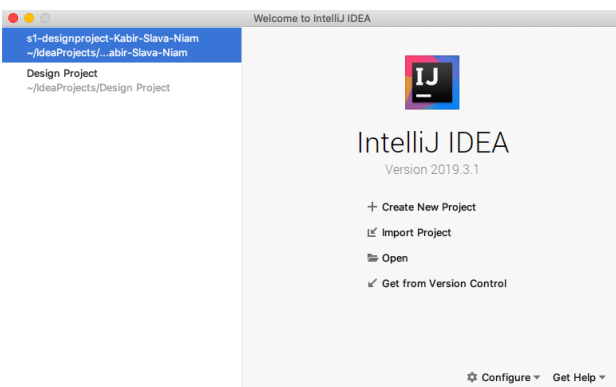 Welcome to IntelliJ IDEA
s1-designproject-Kabir-Slava-Niam
~/IdeaProjects/...abir-Slava-Niam
Design Project
~/IdeaProjects/Design Project
IJ
IntelliJ IDEA
Version 2019.3.1
Create New Project
Import Project
Open
Get from Version Control
Configure Get Help